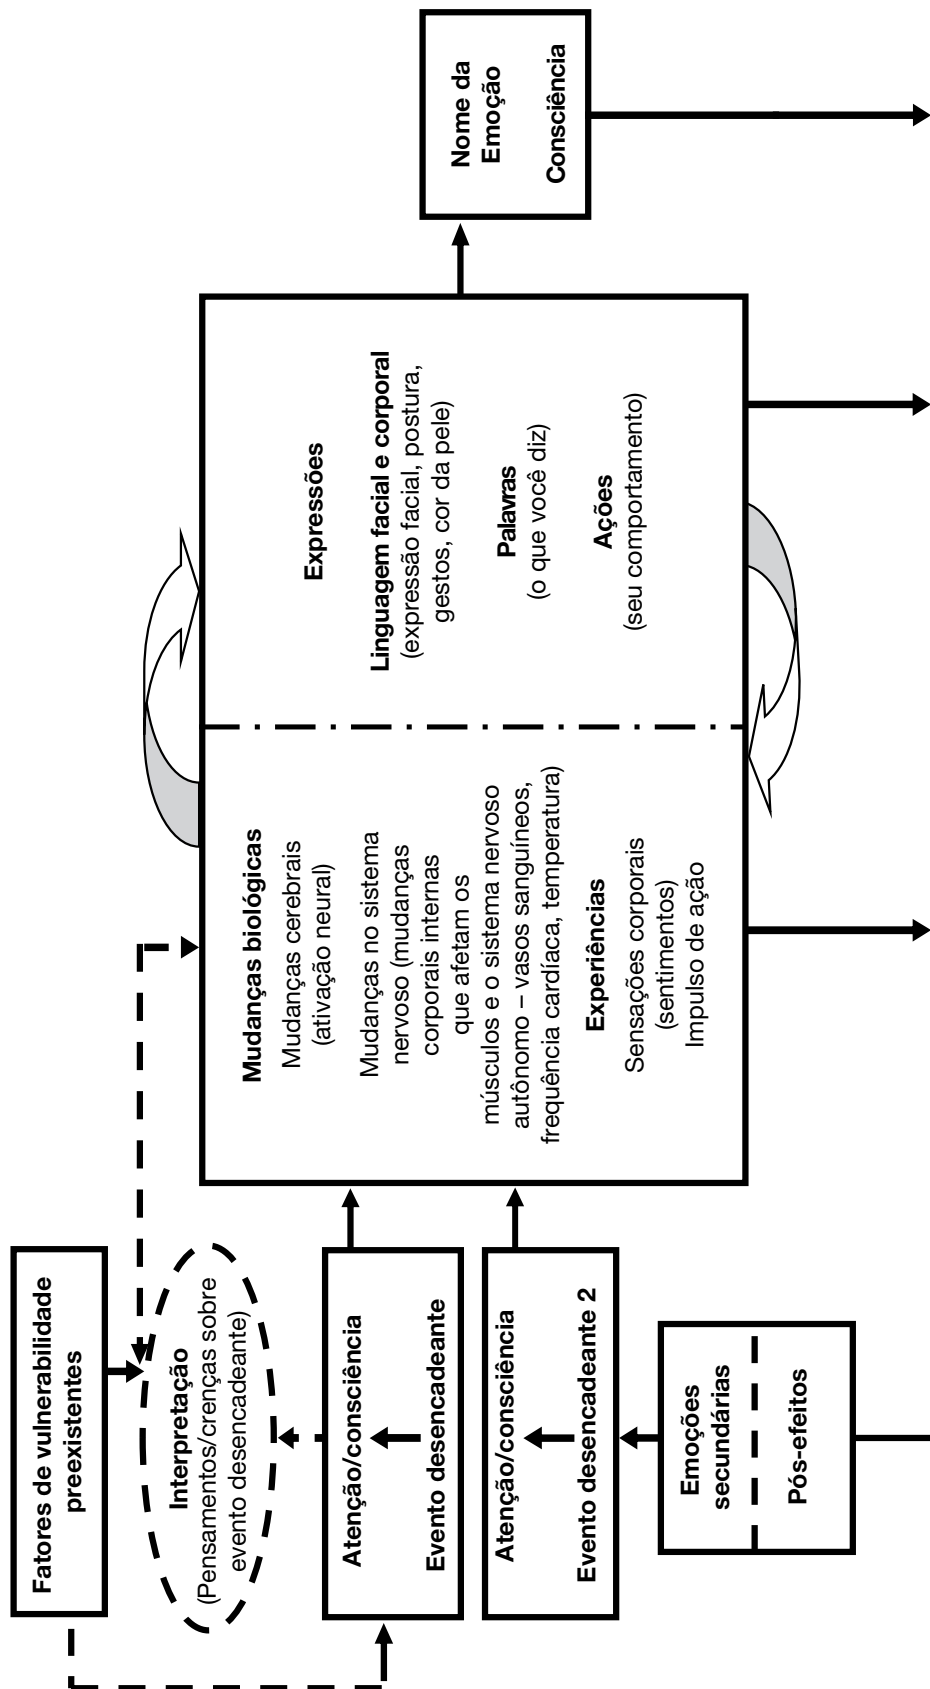 Fatores de vulnerabilidade
preexistentes
Interpretação
(Pensamentos/crenças sobre
evento desencadeante)
Atenção/consciência
Evento desencadeante
Atenção/consciência
Evento desencadeante 2
Emoções
secundárias
Pós-efeitos
Mudanças biológicas
Mudanças cerebrais
(ativação neural)
Mudanças no sistema
nervoso (mudanças
corporais internas
que afetam os
músculos e o sistema nervoso
autônomo – vasos sanguíneos,
frequência cardíaca, temperatura)
Experiências
Sensações corporais
(sentimentos)
Impulso de ação
Expressões
Linguagem facial e corporal
(expressão facial, postura,
gestos, cor da pele)
Palavras
(o que você diz)
Ações
(seu comportamento)
Nome da
Emoção
Consciência